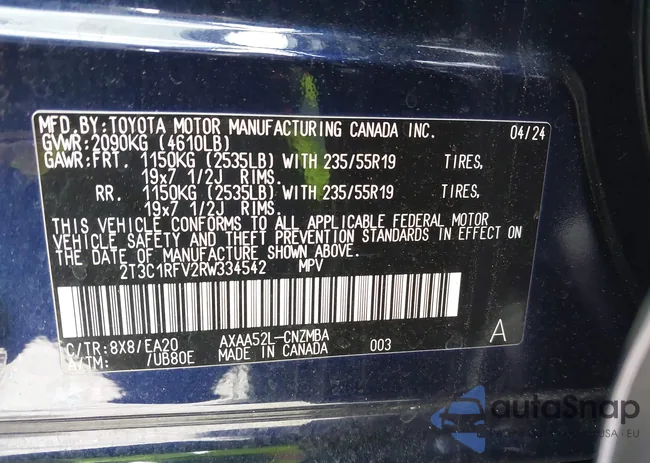 MFD.BY:TOYOTA MOTOR MANUFACTURING CANADA INC. 04/24
GVWR:2090KG (4610LB)
GAWR:FRT. 1150KG (2535LB) WITH 235/55R19 TIRES,
19x7 1/2J RIMS.
RR. 1150KG (2535LB) WITH 235/55R19 TIRES,
19x7 1/2J RIMS.
THIS VEHICLE CONFORMS TO ALL APPLICABLE FEDERAL MOTOR
VEHICLE SAFETY AND THEFT PREVENTION STANDARDS IN EFFECT ON
THE DATE OF MANUFACTURE SHOWN ABOVE.
2T3C1RFV2RW334542 MPV
C/TR:8X8/EA20 AXAA52L-CNZMBA
A/TM: /UB80E MADE IN CANADA 003 A
autoSnap
USA | EU